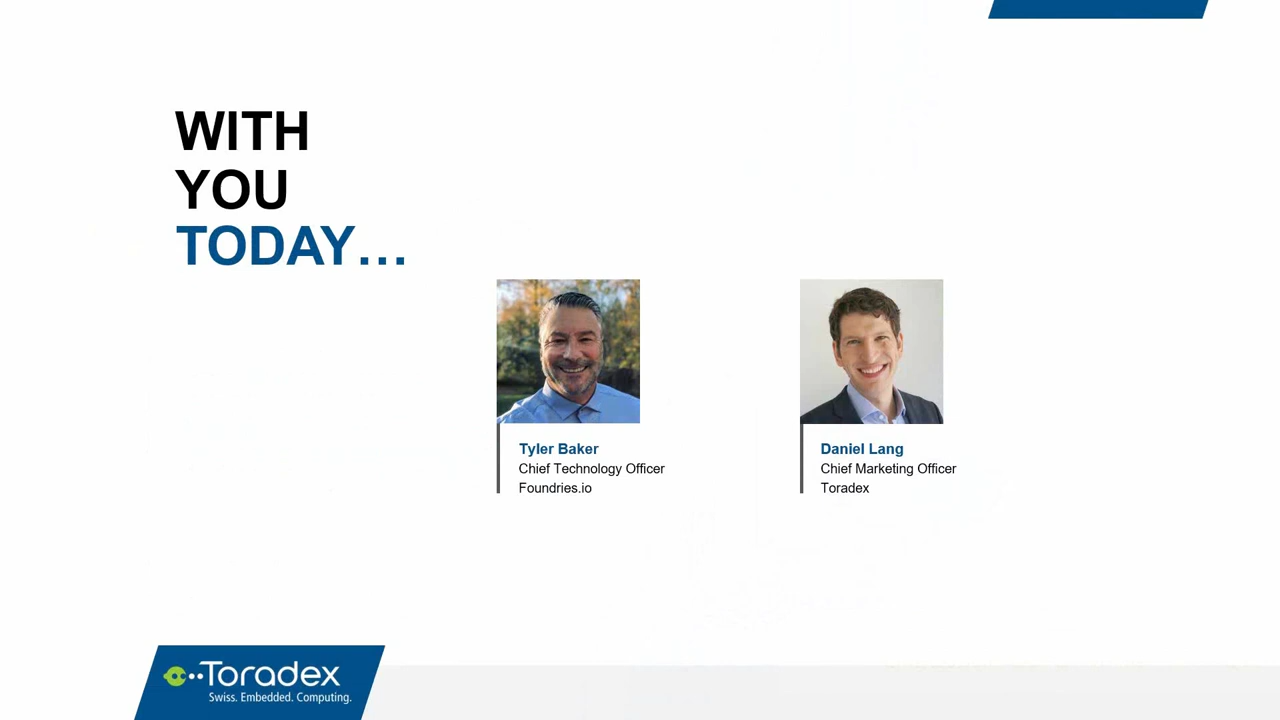 WITH
YOU
TODAY...
Tyler Baker
Chief Technology Officer
Foundries.io
Daniel Lang
Chief Marketing Officer
Toradex
Toradex
Swiss. Embedded. Computing.